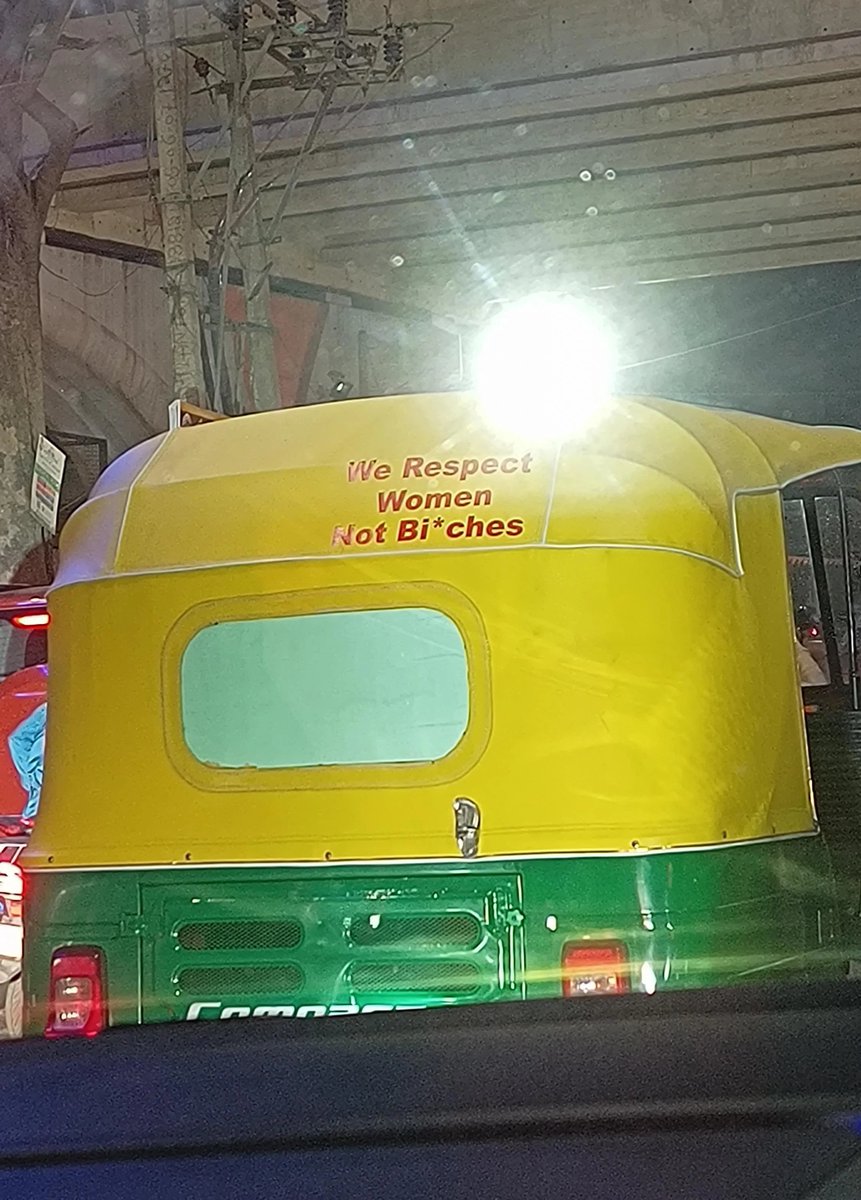 We Respect
Women
Not Bi*ches